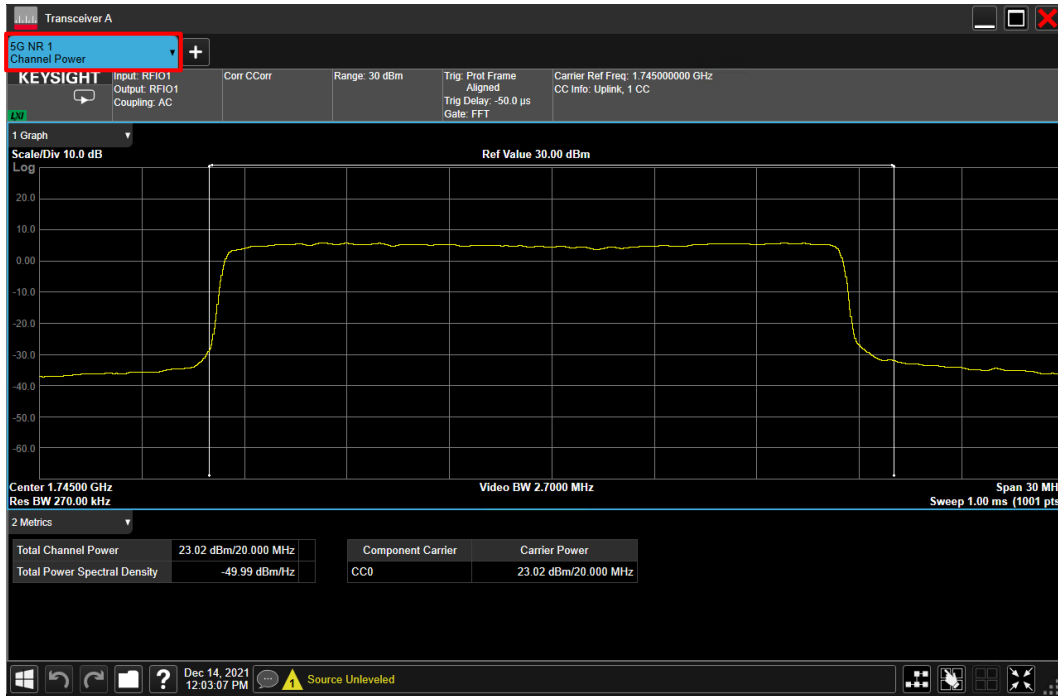 Transceiver A
5G NR 1
Channel Power
+
KEYSIGHT
LXI
Input: RFIO1
Output: RFIO1
Coupling: AC
Corr CCorr
Range: 30 dBm
Trig: Prot Frame
Aligned
Trig Delay: -50.0 µs
Gate: FFT
Carrier Ref Freq: 1.745000000 GHz
CC Info: Uplink, 1 CC
1 Graph
Scale/Div 10.0 dB
Ref Value 30.00 dBm
Log
20.0
10.0
0.00
-10.0
-20.0
-30.0
-40.0
-50.0
-60.0
Center 1.74500 GHz
Video BW 2.7000 MHz
Span 30 MH
Res BW 270.00 kHz
Sweep 1.00 ms (1001 pts
2 Metrics
Total Channel Power 23.02 dBm/20.000 MHz
Total Power Spectral Density -49.99 dBm/Hz
Component Carrier Carrier Power
CC0 23.02 dBm/20.000 MHz
?
Dec 14, 2021
12:03:07 PM
1
Source Unleveled